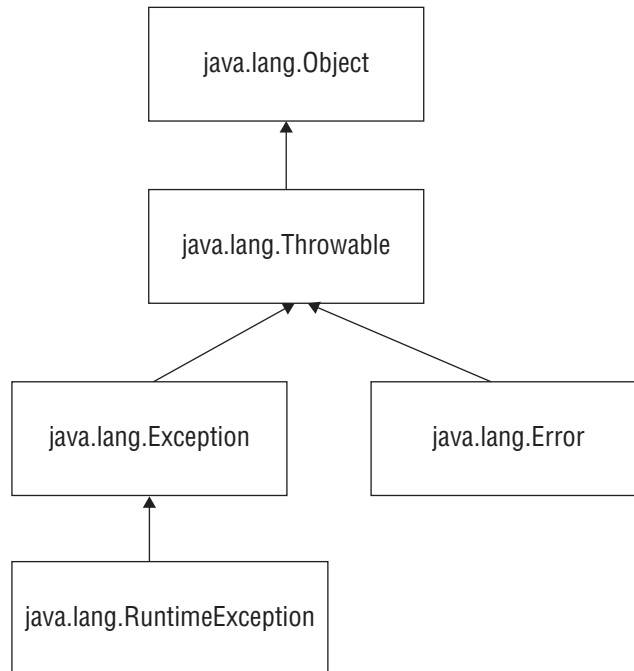 java.lang.Object
java.lang.Throwable
java.lang.Exception
java.lang.Error
java.lang.RuntimeException